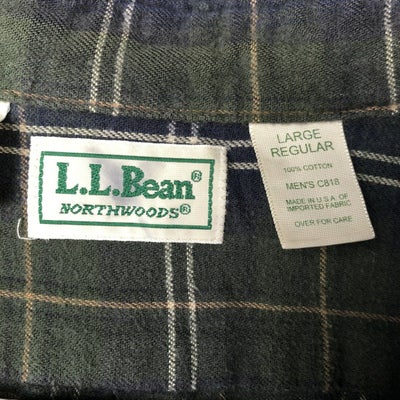 L.L.Bean®
NORTHWOODS®
LARGE
REGULAR
100% COTTON
MEN'S C818
MADE IN U.S.A. OF
IMPORTED FABRIC
OVER FOR CARE